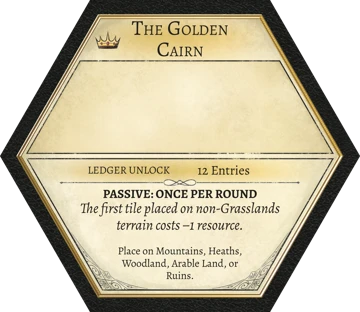 The Golden
Cairn
LEDGER UNLOCK 12 Entries
PASSIVE: ONCE PER ROUND
The first tile placed on non-Grasslands
terrain costs –1 resource.
Place on Mountains, Heaths,
Woodland, Arable Land, or
Ruins.